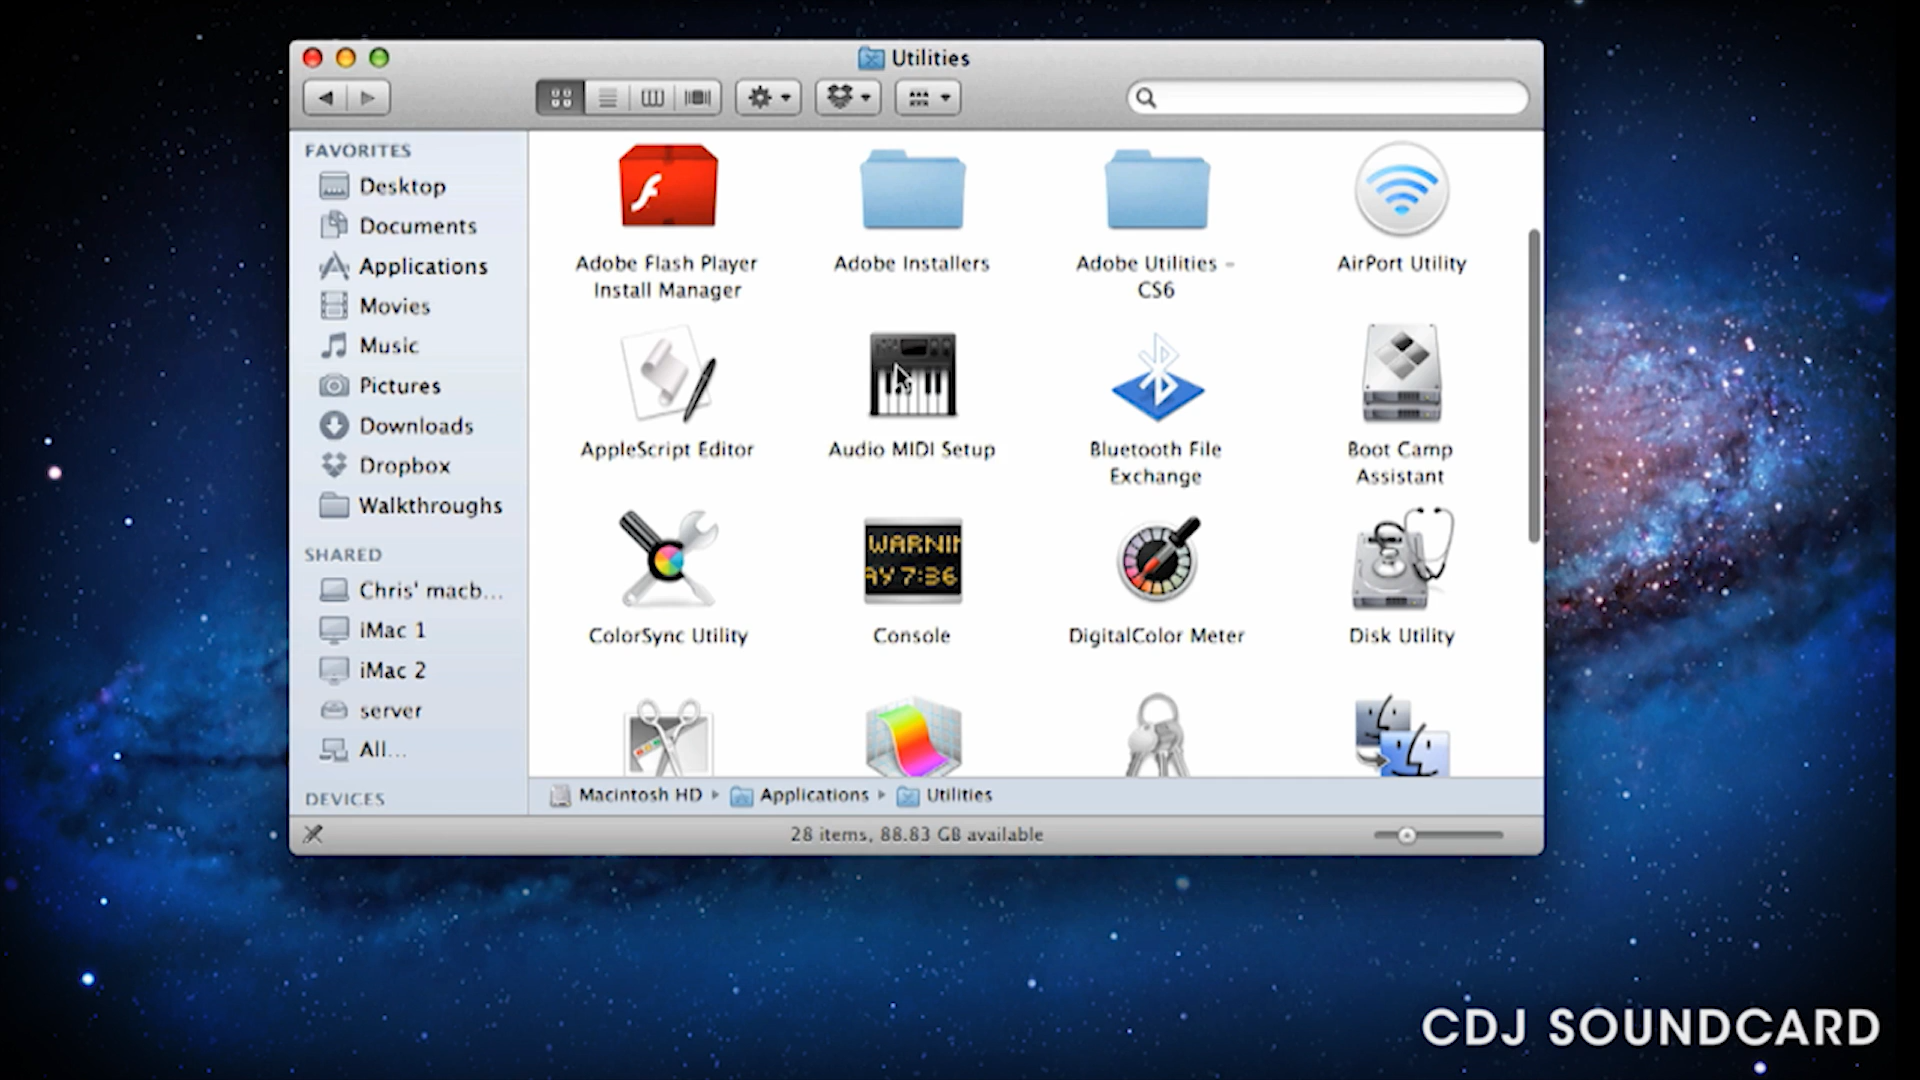 Utilities
FAVORITES
Desktop
Documents
Applications
Movies
Music
Pictures
Downloads
Dropbox
Walkthroughs
SHARED
Chris' macb...
iMac 1
iMac 2
server
All...
DEVICES
Adobe Flash Player
Install Manager
Adobe Installers
Adobe Utilities –
CS6
AirPort Utility
AppleScript Editor
Audio MIDI Setup
Bluetooth File
Exchange
Boot Camp
Assistant
WARNIN
AY 7:36
ColorSync Utility
Console
DigitalColor Meter
Disk Utility
Macintosh HD
Applications
Utilities
28 items, 88.83 GB available
CDJ SOUNDCARD